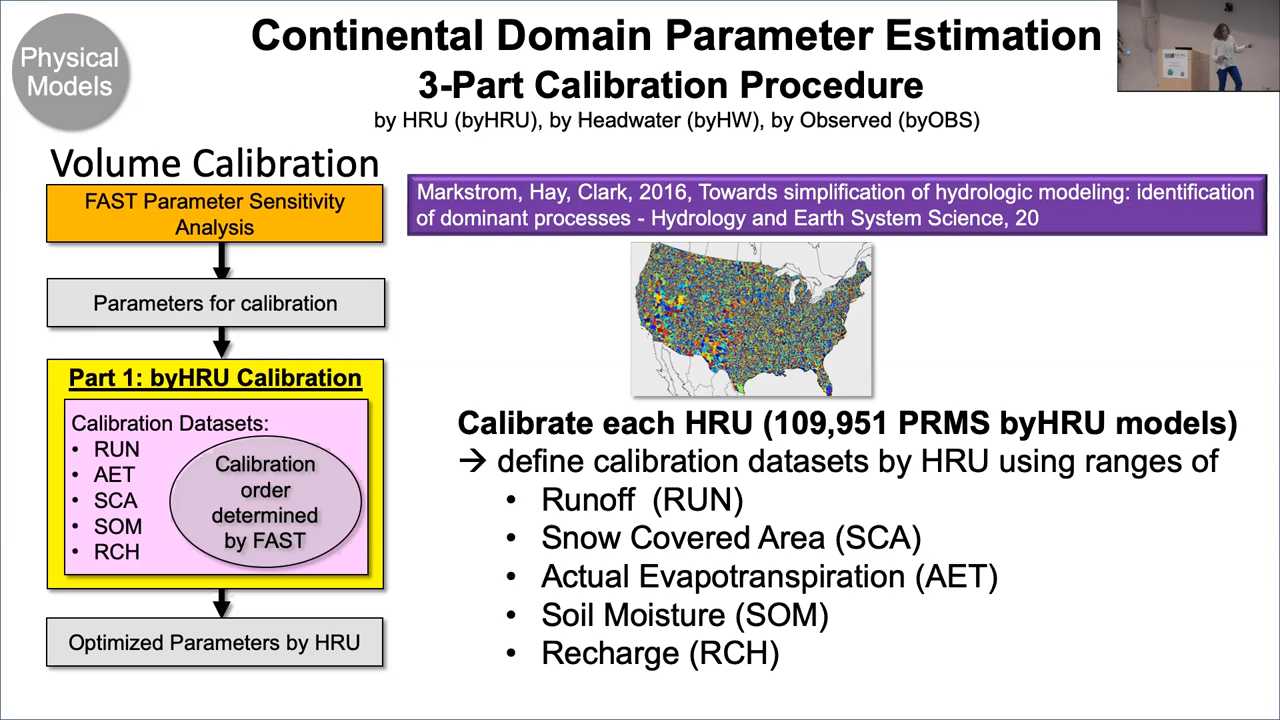 Physical
Models
Continental Domain Parameter Estimation
3-Part Calibration Procedure
by HRU (byHRU), by Headwater (byHW), by Observed (byOBS)
Volume Calibration
FAST Parameter Sensitivity
Analysis
Parameters for calibration
Part 1: byHRU Calibration
Calibration Datasets:
• RUN
• AET
• SCA
• SOM
• RCH
Calibration
order
determined
by FAST
Optimized Parameters by HRU
Markstrom, Hay, Clark, 2016, Towards simplification of hydrologic modeling: identification
of dominant processes - Hydrology and Earth System Science, 20
Calibrate each HRU (109,951 PRMS byHRU models)
→ define calibration datasets by HRU using ranges of
• Runoff (RUN)
• Snow Covered Area (SCA)
• Actual Evapotranspiration (AET)
• Soil Moisture (SOM)
• Recharge (RCH)